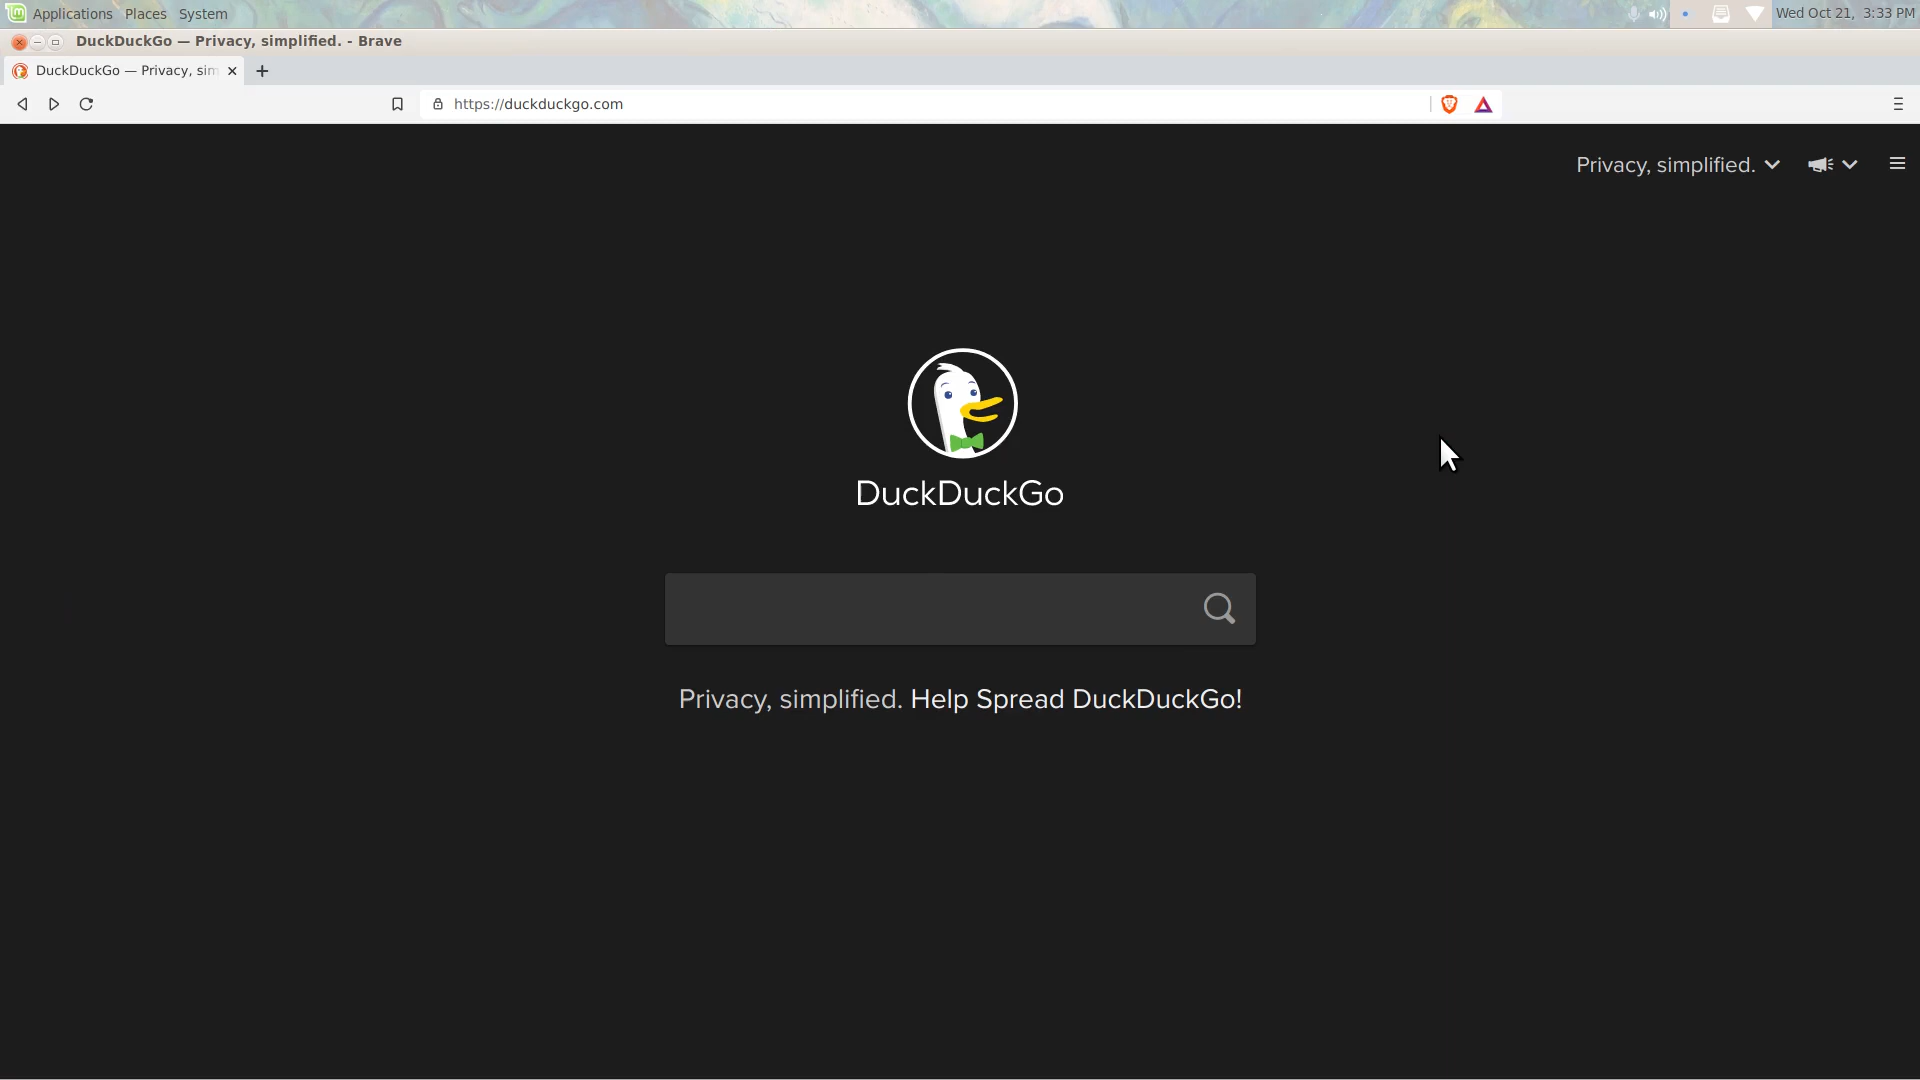 Applications Places System Wed Oct 21, 3:33 PM
DuckDuckGo — Privacy, simplified. - Brave
DuckDuckGo — Privacy, sim
https://duckduckgo.com
Privacy, simplified.
DuckDuckGo
Privacy, simplified. Help Spread DuckDuckGo!